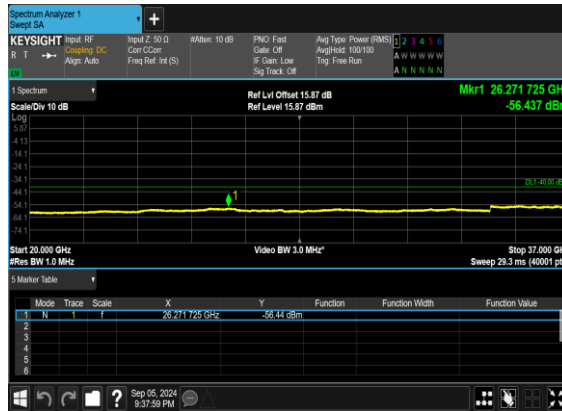 Spectrum Analyzer 1
Swept SA
+
KEYSIGHT Input: RF Input Z: 50 Ω #Atten: 10 dB PNO: Fast Avg Type: Power (RMS) 1 2 3 4 5 6
R T Coupling: DC Corr CCorr Gate: Off Avg|Hold: 100/100 A W W W W W
Align: Auto Freq Ref: Int (S) IF Gain: Low Trig: Free Run
LW Sig Track: Off A N N N N N
1 Spectrum Ref Lvl Offset 15.87 dB Mkr1 26.271 725 GH
Scale/Div 10 dB Ref Level 15.87 dBm -56.437 dB
Log
5.87
-4.13
-14.1
-24.1
-34.1
DL1 -40.00 dB
-44.1
1
-54.1
-64.1
-74.1
Start 20.000 GHz Video BW 3.0 MHz* Stop 37.000 G
#Res BW 1.0 MHz Sweep 29.3 ms (40001 pt
5 Marker Table
Mode Trace Scale X Y Function Function Width Function Value
1 N 1 f 26.271 725 GHz -56.44 dBm
2
3
4
5
6
? Sep 05, 2024
9:37:59 PM